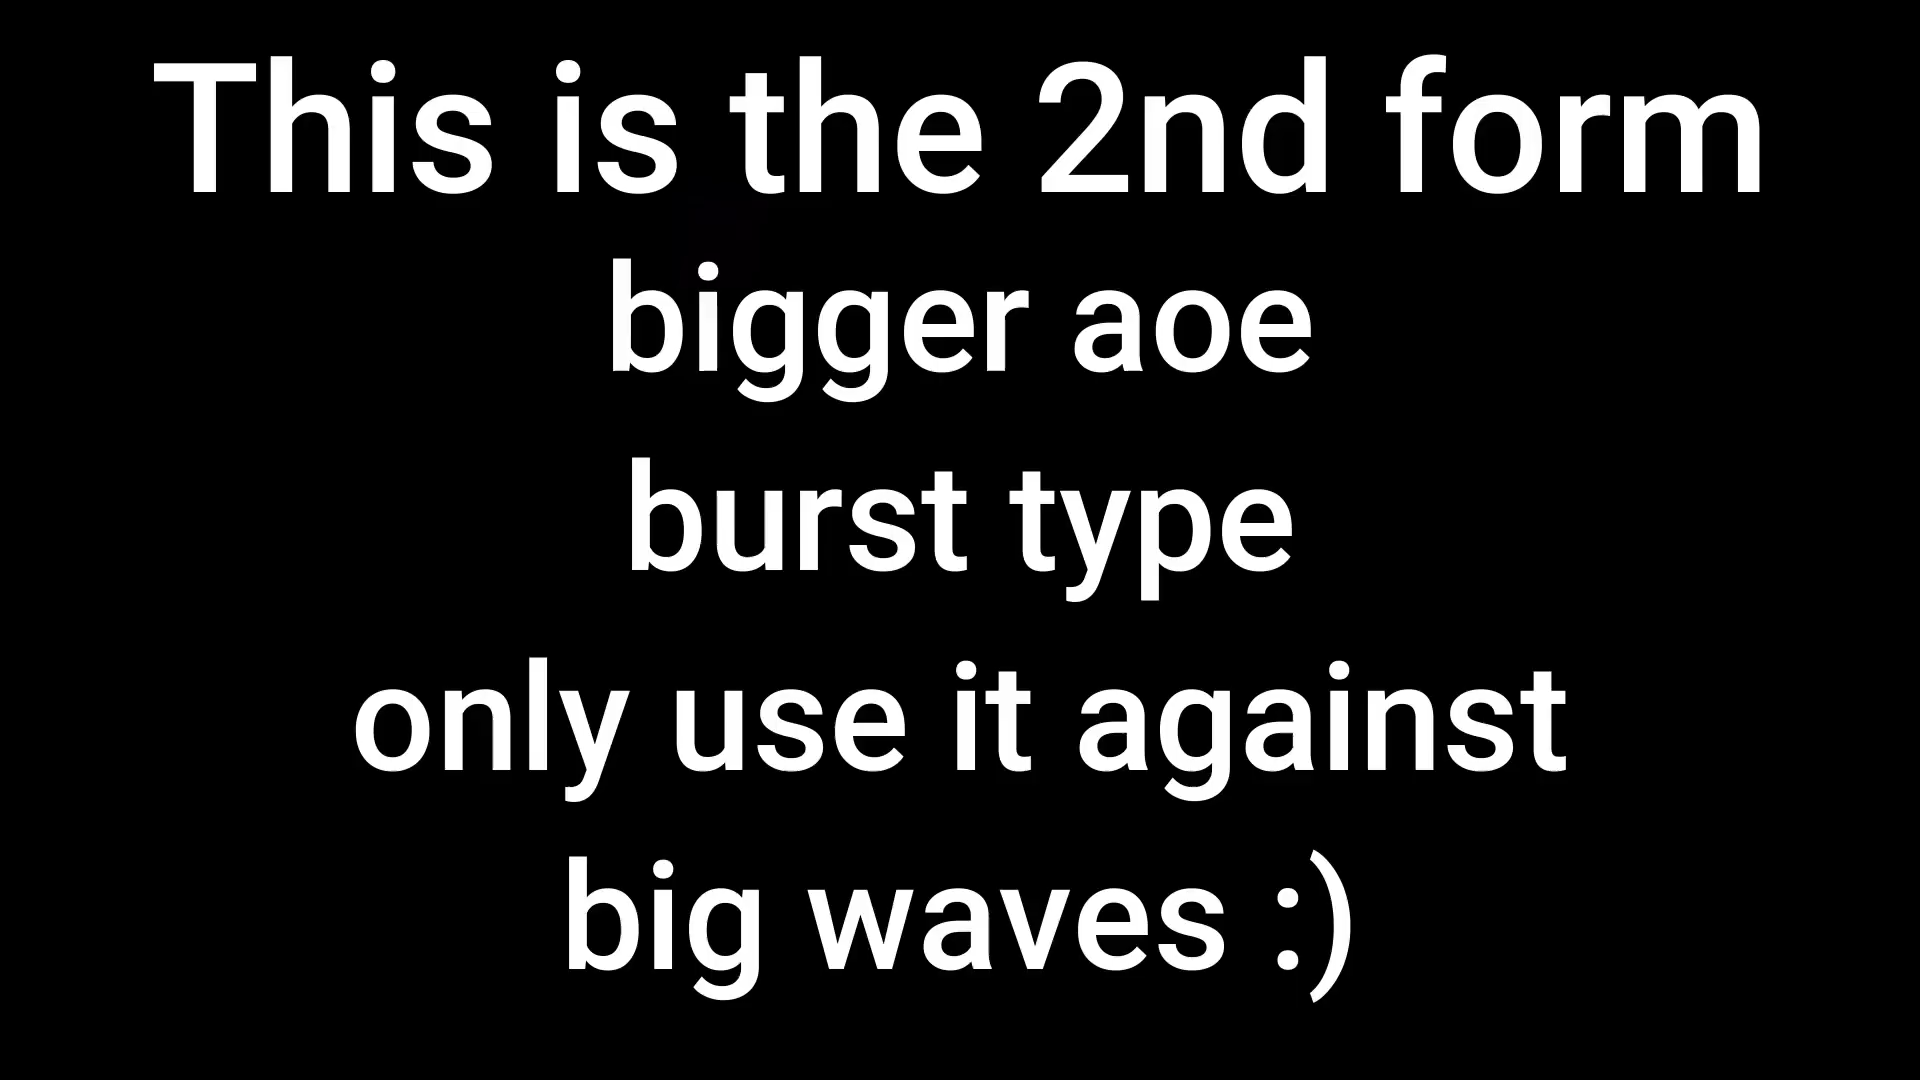 This is the 2nd form
bigger aoe
burst type
only use it against
big waves :)